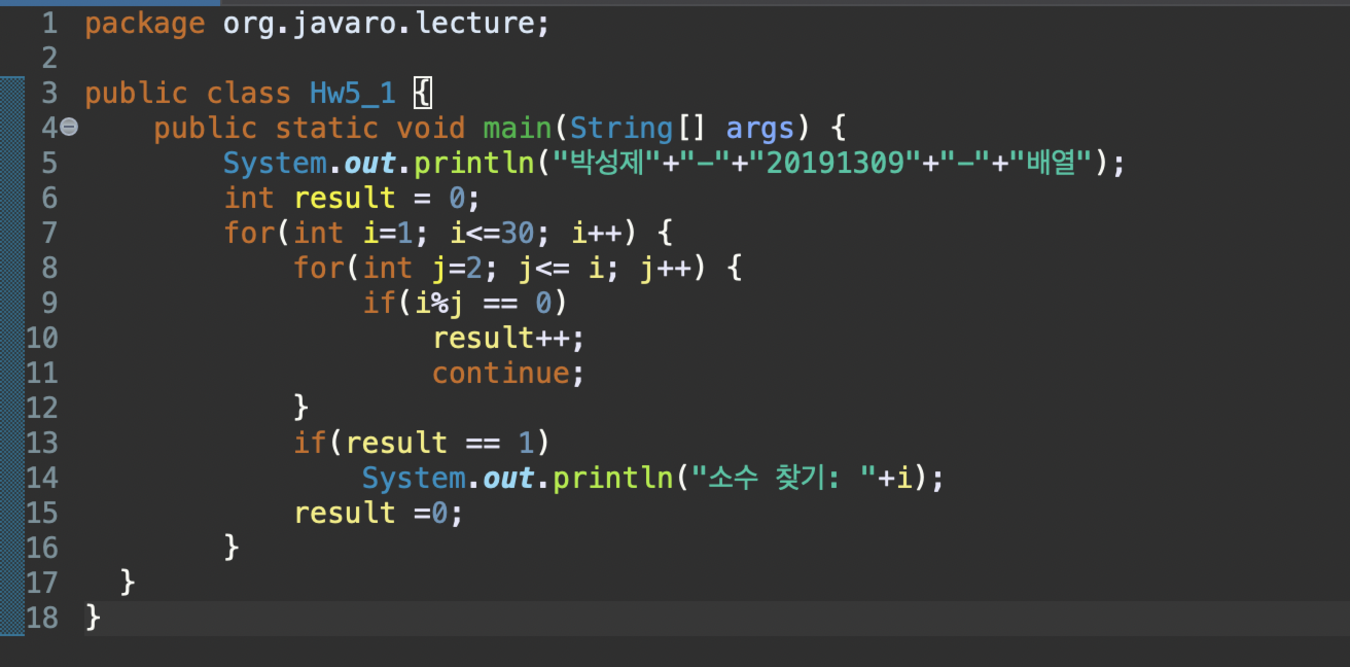 1 package org.javaro.lecture;
2
3 public class Hw5_1 {
4 public static void main(String[] args) {
5 System.out.println("박성제"+"-"+"20191309"+"-"+"배열");
6 int result = 0;
7 for(int i=1; i<=30; i++) {
8 for(int j=2; j<= i; j++) {
9 if(i%j == 0)
10 result++;
11 continue;
12 }
13 if(result == 1)
14 System.out.println("소수 찾기: "+i);
15 result =0;
16 }
17 }
18 }